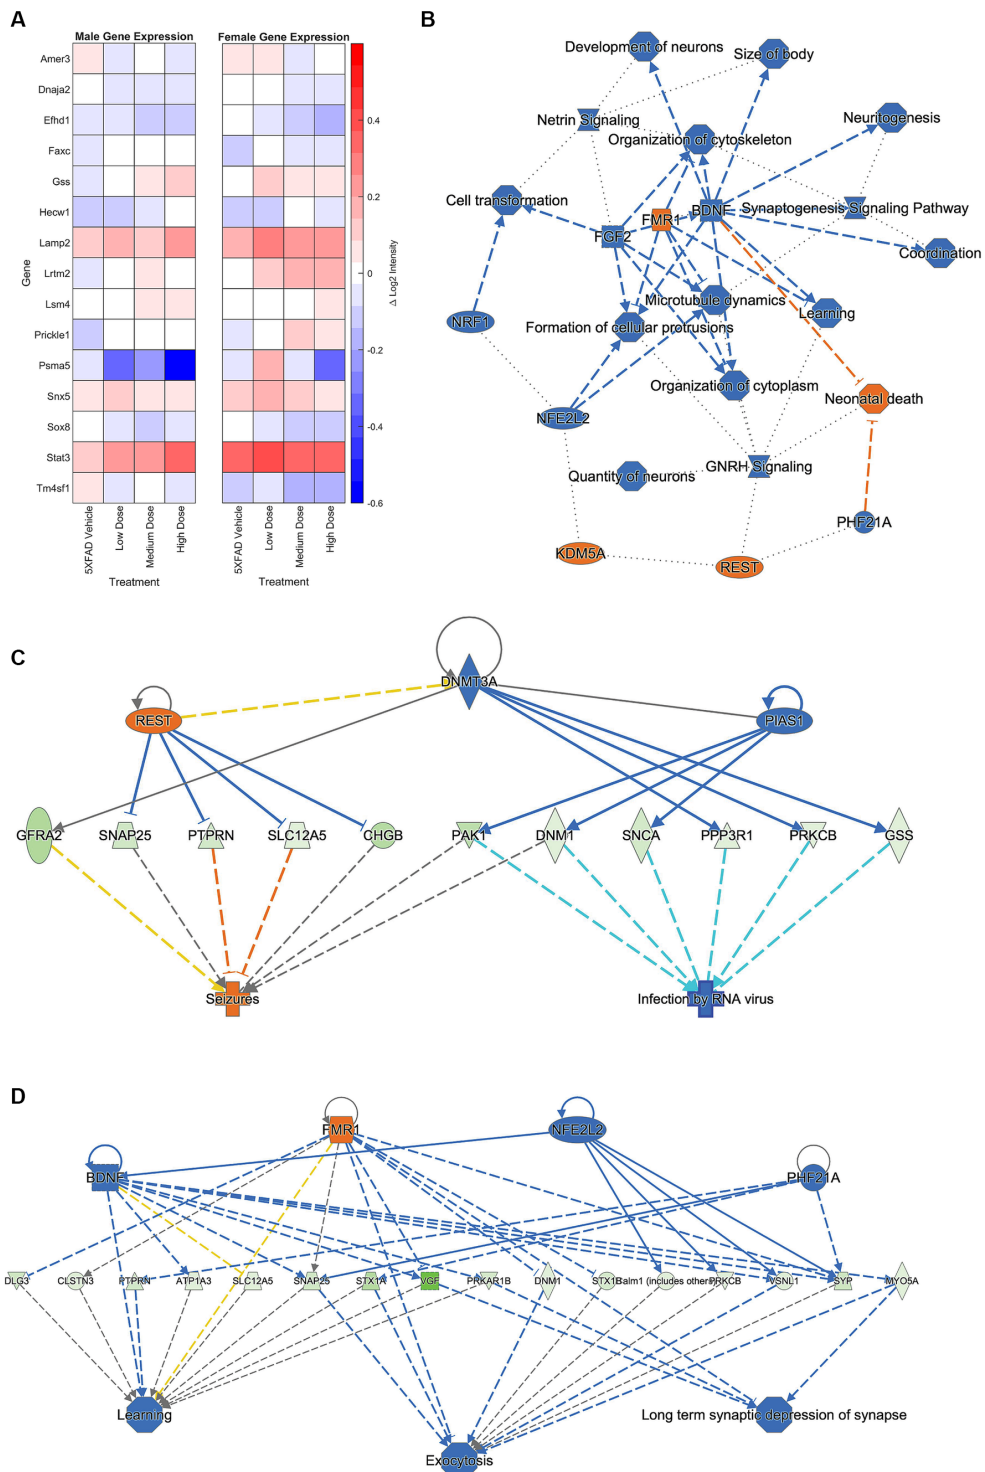 A
Male Gene Expression
Female Gene Expression
Amer3
Dnaja2
Efhd1
Faxc
Gss
Hecw1
Lamp2
Lrtm2
Lsm4
Prickle1
Psma5
Snx5
Sox8
Stat3
Tm4sf1
Gene
5XFAD Vehicle
Low Dose
Medium Dose
High Dose
Treatment
5XFAD Vehicle
Low Dose
Medium Dose
High Dose
Treatment
0.4
0.2
0
-0.2
-0.4
-0.6
Δ Log2 Intensity
B
Development of neurons
Size of body
Netrin Signaling
Neuritogenesis
Organization of cytoskeleton
Cell transformation
FMR1
BDNF
Synaptogenesis Signaling Pathway
FGF2
Coordination
Microtubule dynamics
Learning
NRF1
Formation of cellular protrusions
Organization of cytoplasm
Neonatal death
NFE2L2
Quantity of neurons
GNRH Signaling
PHF21A
KDM5A
REST
C
DNMT3A
REST
PIAS1
GFRA2
SNAP25
PTPRN
SLC12A5
CHGB
PAK1
DNM1
SNCA
PPP3R1
PRKCB
GSS
Seizures
Infection by RNA virus
D
FMR1
NFE2L2
BDNF
PHF21A
DLG3
CLSTN3
PTPRN
ATP1A3
SLC12A5
SNAP25
STX1A
VGF
PRKAR1B
DNM1
STX1B
Calm1 (includes others)
PRKCB
VSNL1
SYP
MYO5A
Learning
Long term synaptic depression of synapse
Exocytosis